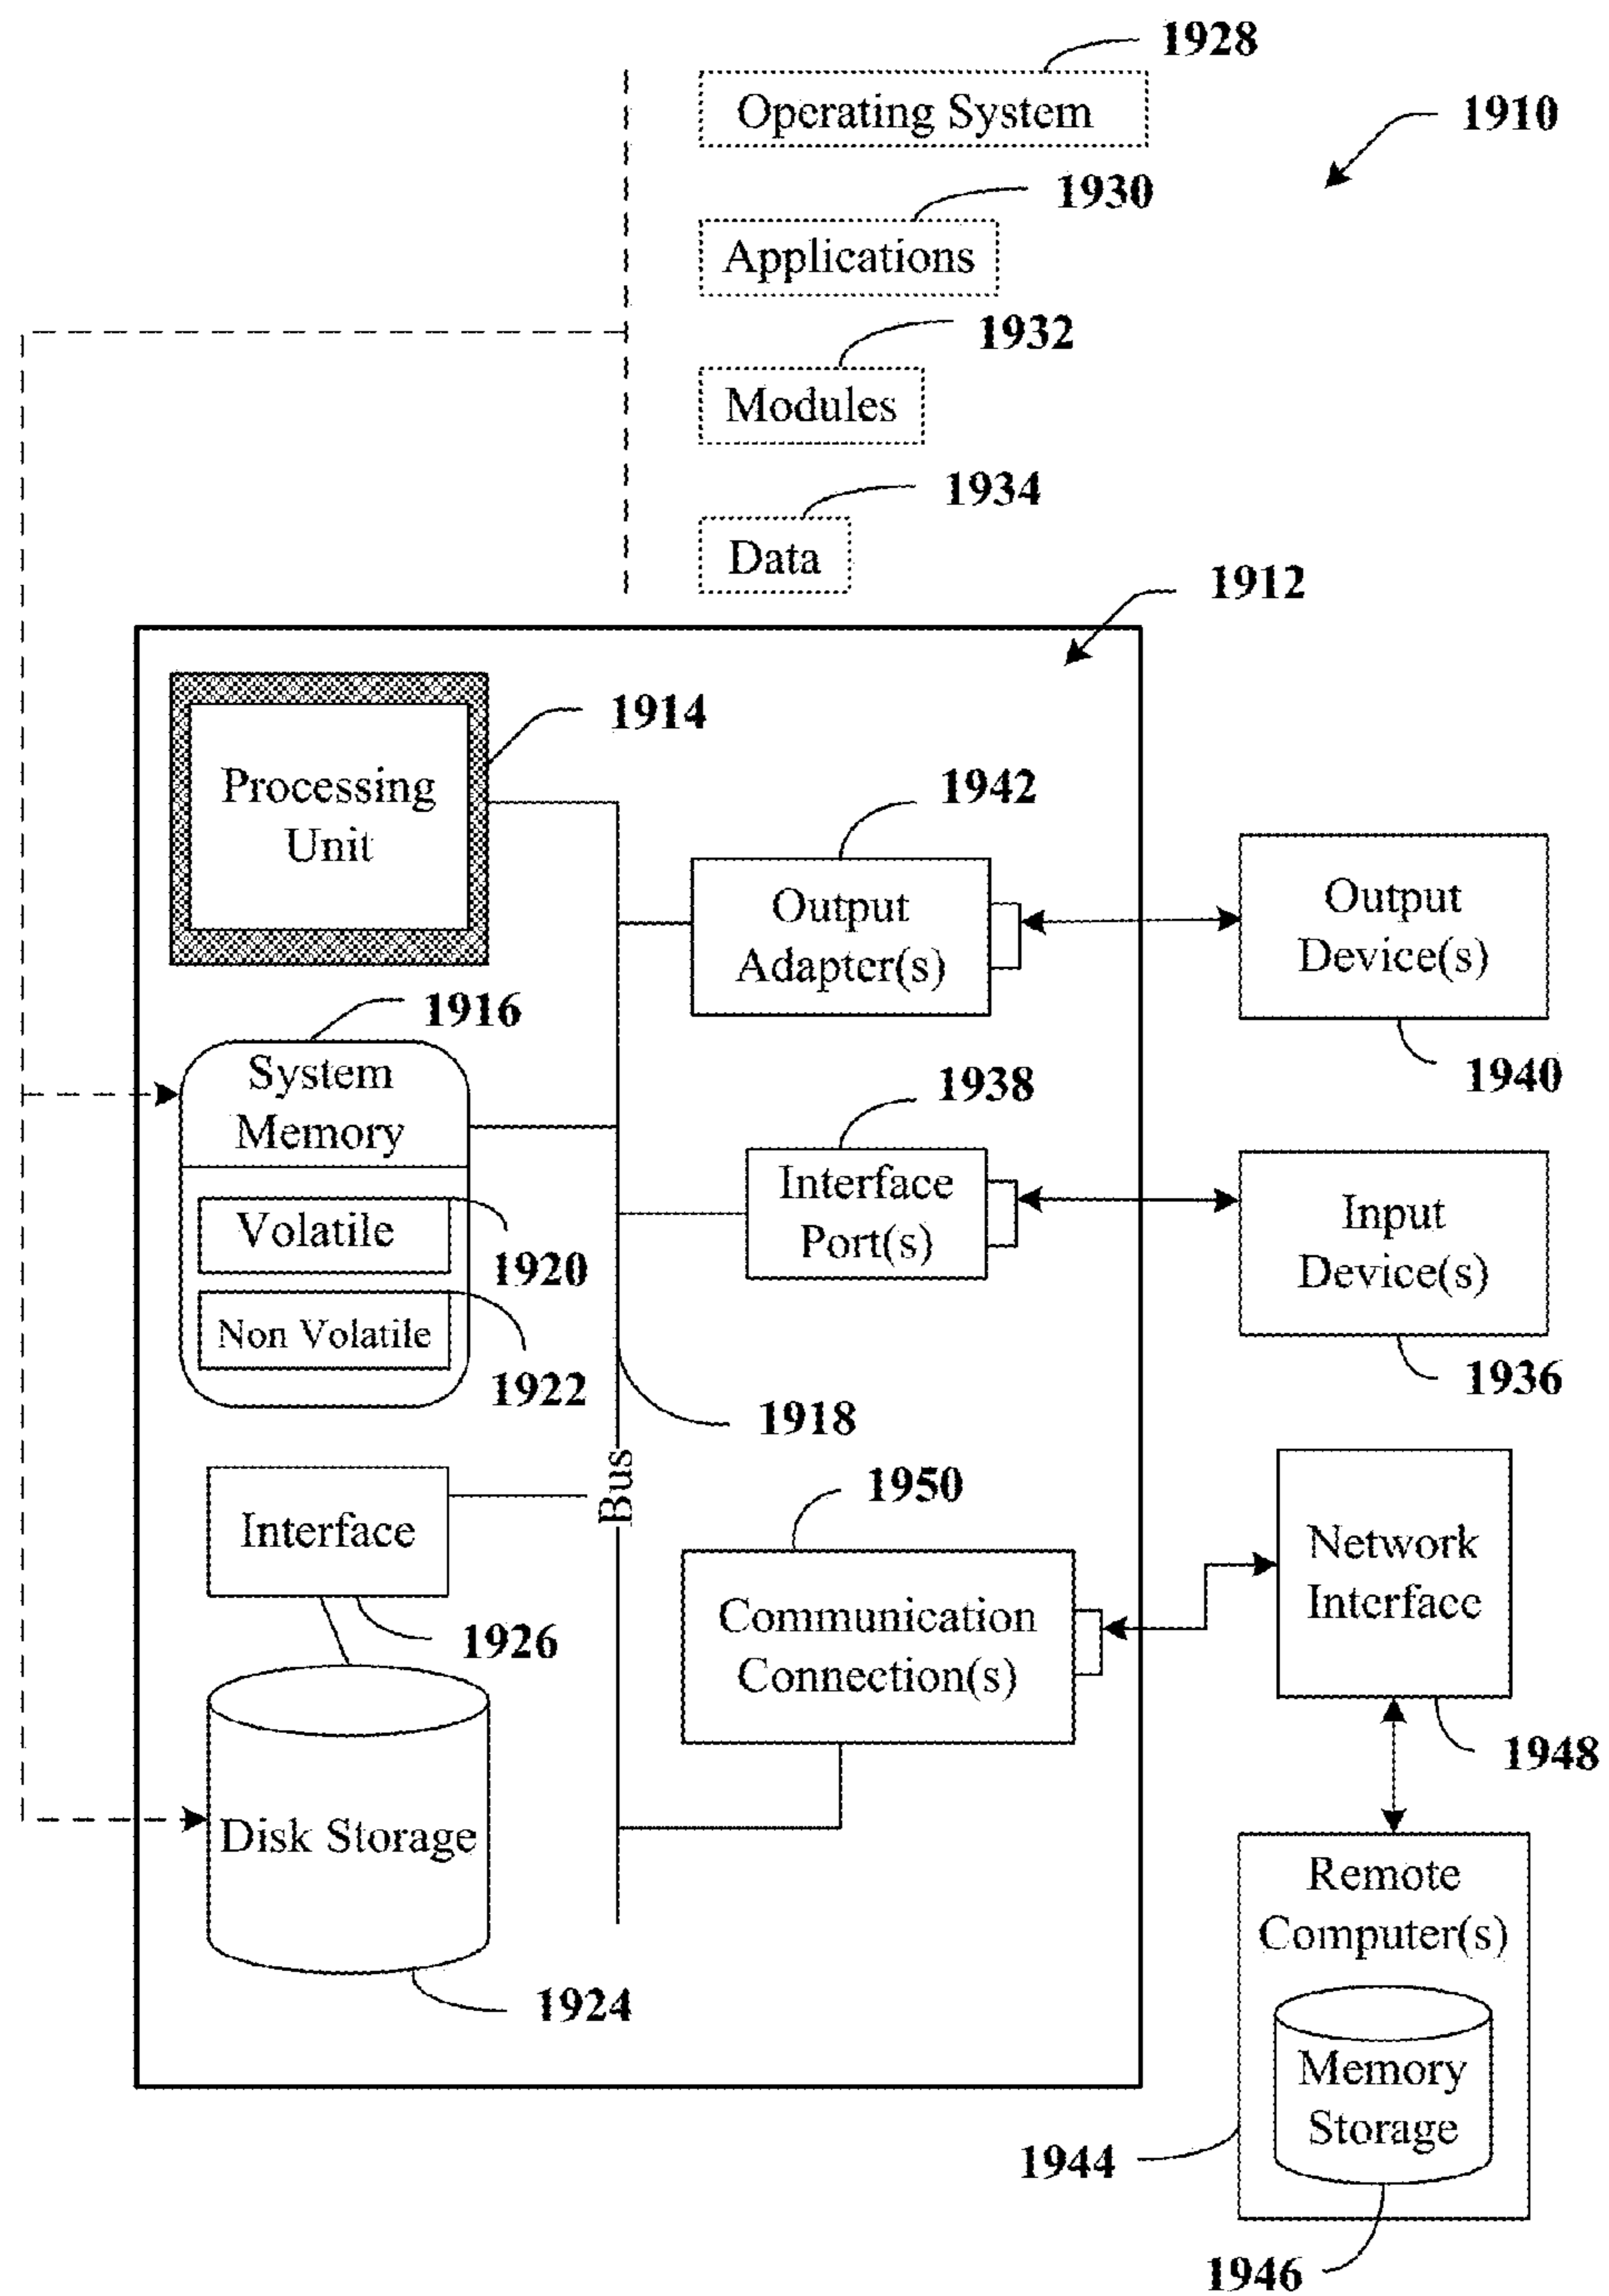 1928
Operating System
1910
1930
Applications
1932
Modules
1934
Data
1912
Processing
Unit
1914
1942
Output
Adapter(s)
Output
Device(s)
1940
1916
System
Memory
Volatile
1920
Non Volatile
1922
1938
Interface
Port(s)
Input
Device(s)
1936
1918
Bus
Interface
1926
1950
Communication
Connection(s)
Network
Interface
1948
Disk Storage
1924
Remote
Computer(s)
Memory
Storage
1944
1946